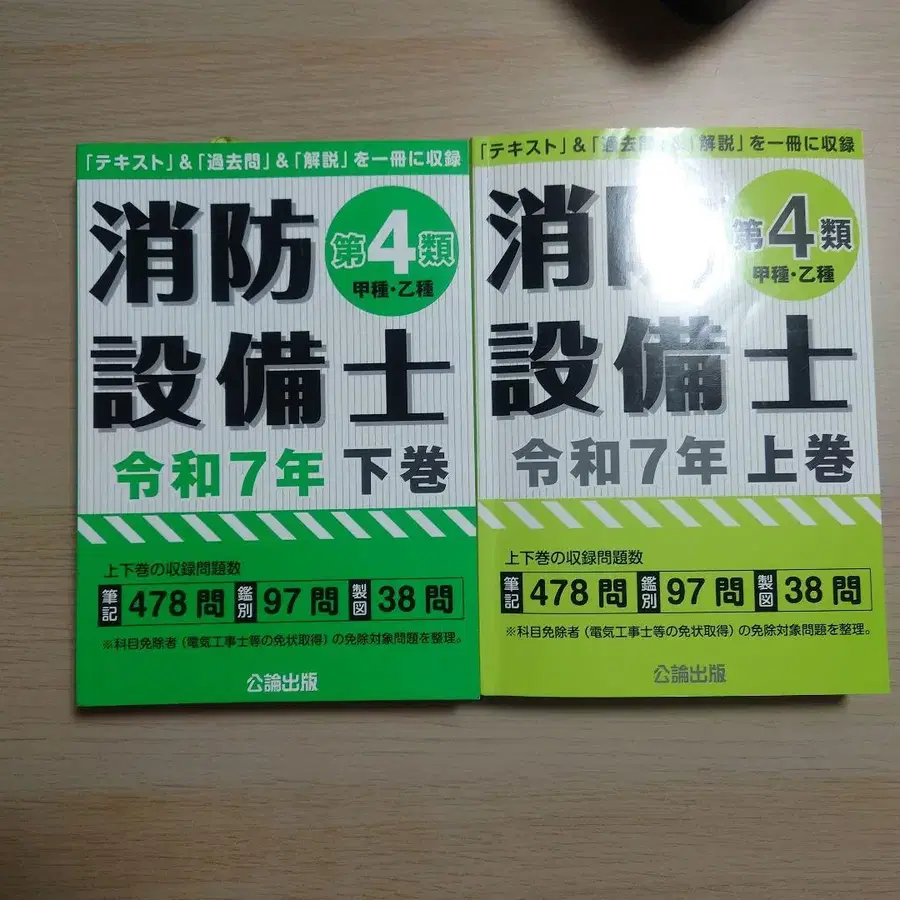 「テキスト」&「過去問」&「解説」を一冊に収録
消防
第4類
甲種・乙種
設備士
令和7年 下巻
上下巻の収録問題数
筆記 478問 鑑別 97問 製図 38問
※科目免除者(電気工事士等の免状取得)の免除対象問題を整理。
公論出版
「テキスト」&「過去問」&「解説」を一冊に収録
消防
第4類
甲種・乙種
設備士
令和7年 上巻
上下巻の収録問題数
筆記 478問 鑑別 97問 製図 38問
※科目免除者(電気工事士等の免状取得)の免除対象問題を整理。
公論出版